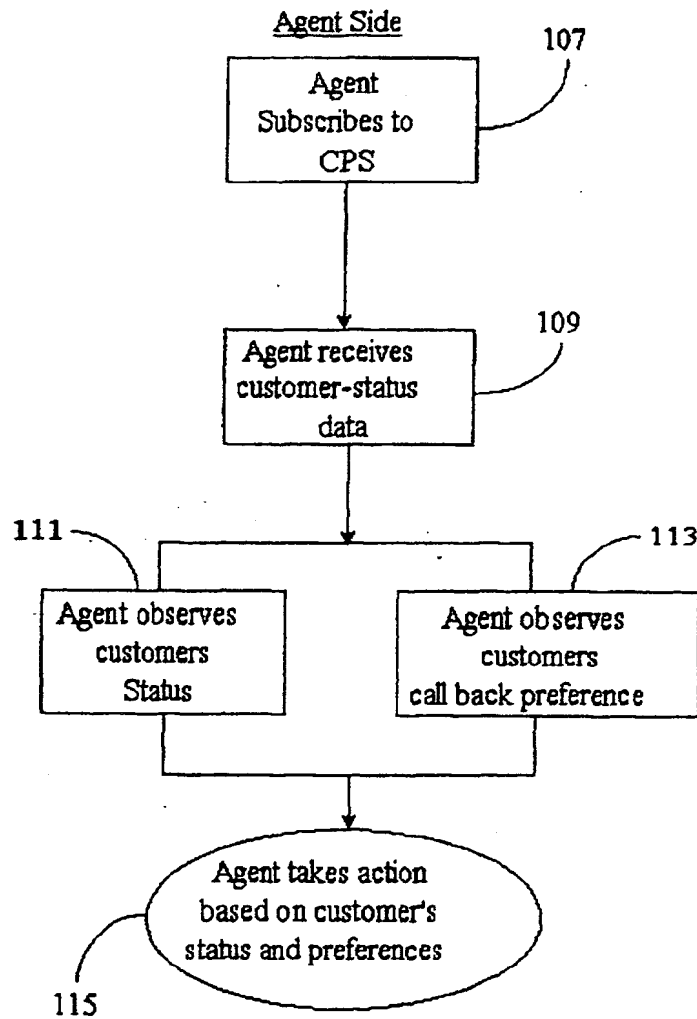 Agent Side
107
Agent
Subscribes to
CPS
109
Agent receives
customer-status
data
111
113
Agent observes
customers
Status
Agent observes
customers
call back preference
Agent takes action
based on customer's
status and preferences
115